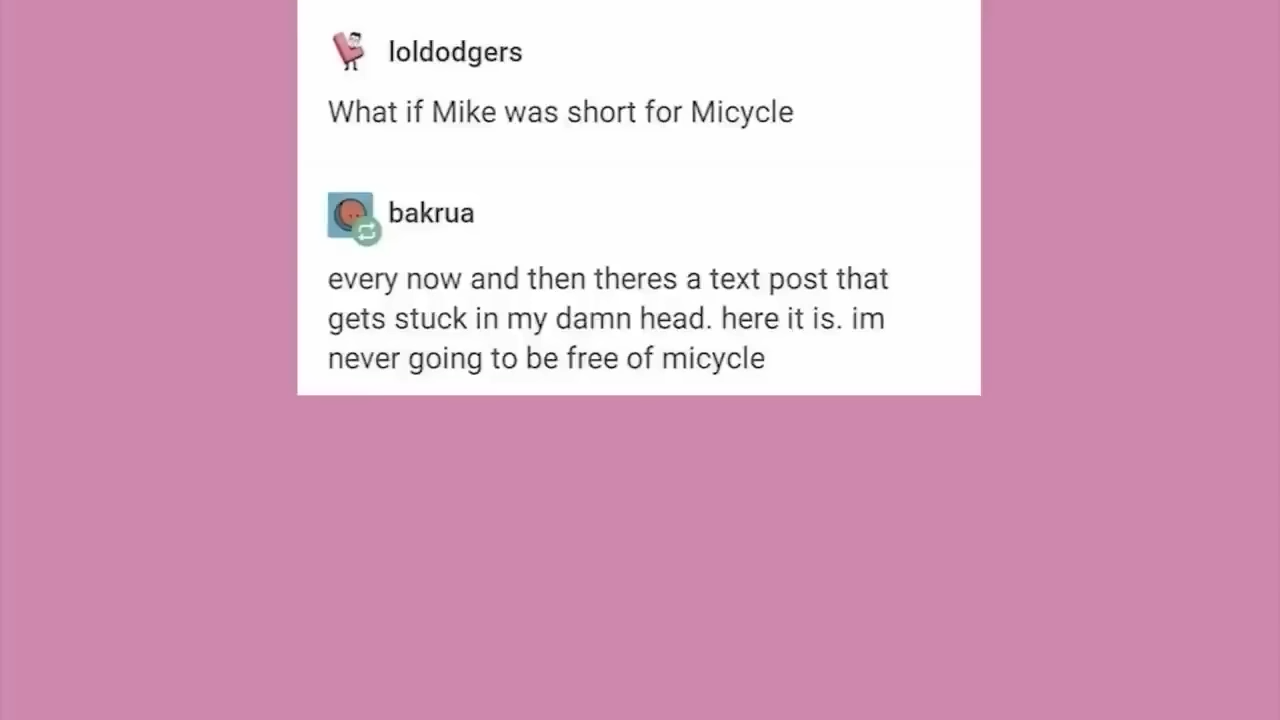 loldodgers
What if Mike was short for Micycle
bakrua
every now and then theres a text post that
gets stuck in my damn head. here it is. im
never going to be free of micycle